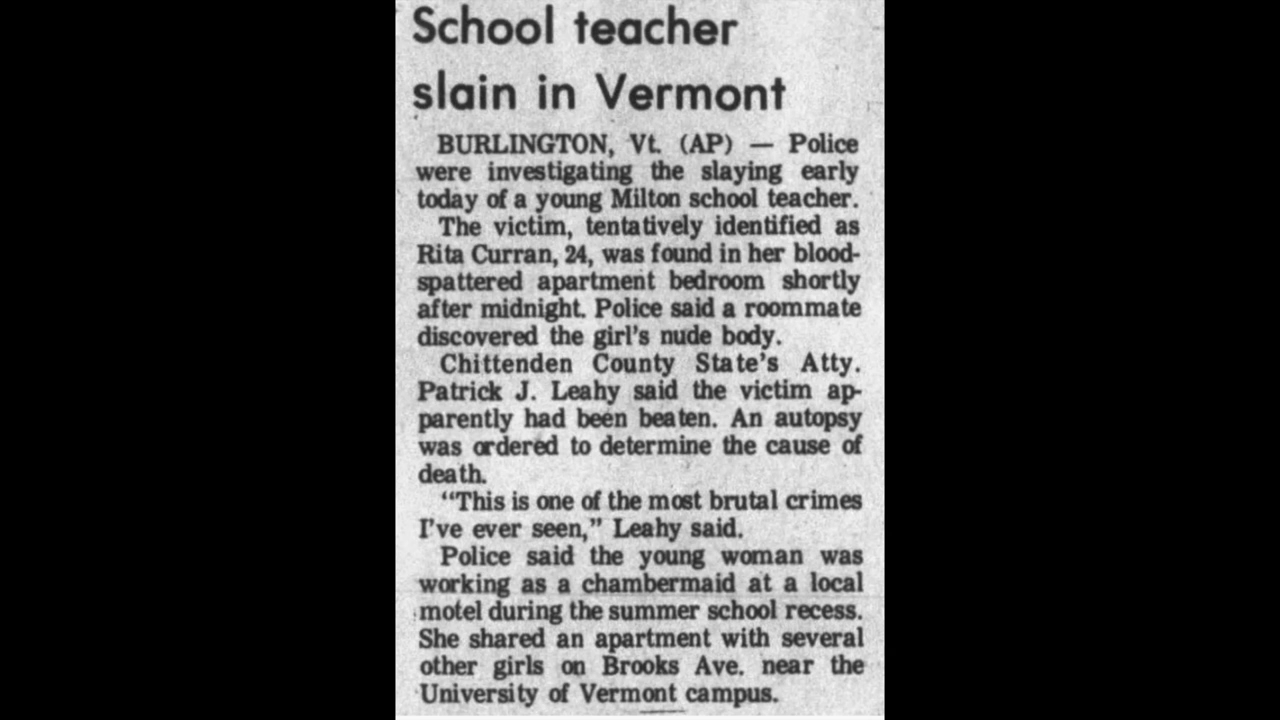 School teacher
slain in Vermont
BURLINGTON, Vt. (AP) — Police
were investigating the slaying early
today of a young Milton school teacher.
The victim, tentatively identified as
Rita Curran, 24, was found in her blood-
spattered apartment bedroom shortly
after midnight. Police said a roommate
discovered the girl's nude body.
Chittenden County State's Atty.
Patrick J. Leahy said the victim ap-
parently had been beaten. An autopsy
was ordered to determine the cause of
death.
"This is one of the most brutal crimes
I've ever seen," Leahy said.
Police said the young woman was
working as a chambermaid at a local
motel during the summer school recess.
She shared an apartment with several
other girls on Brooks Ave. near the
University of Vermont campus.